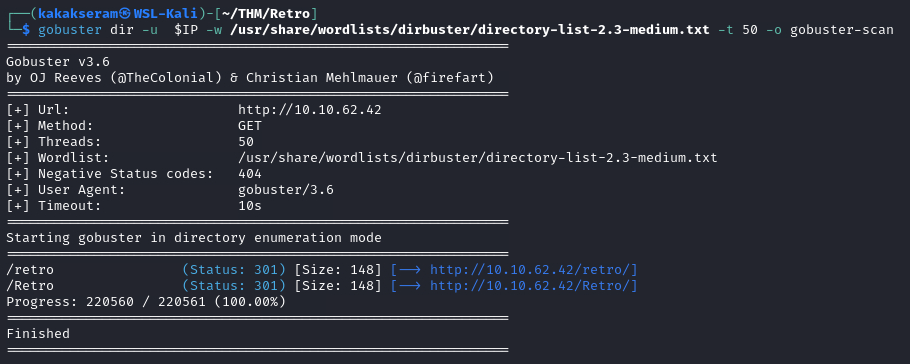 ┌──(kakakseram㉿WSL-Kali)-[~/THM/Retro]
└─$ gobuster dir -u  $IP -w /usr/share/wordlists/dirbuster/directory-list-2.3-medium.txt -t 50 -o gobuster-scan
===============================================================
Gobuster v3.6
by OJ Reeves (@TheColonial) & Christian Mehlmauer (@firefart)
===============================================================
[+] Url:                     http://10.10.62.42
[+] Method:                  GET
[+] Threads:                 50
[+] Wordlist:                /usr/share/wordlists/dirbuster/directory-list-2.3-medium.txt
[+] Negative Status codes:   404
[+] User Agent:              gobuster/3.6
[+] Timeout:                 10s
===============================================================
Starting gobuster in directory enumeration mode
===============================================================
/retro                (Status: 301) [Size: 148] [--> http://10.10.62.42/retro/]
/Retro                (Status: 301) [Size: 148] [--> http://10.10.62.42/Retro/]
Progress: 220560 / 220561 (100.00%)
===============================================================
Finished
===============================================================